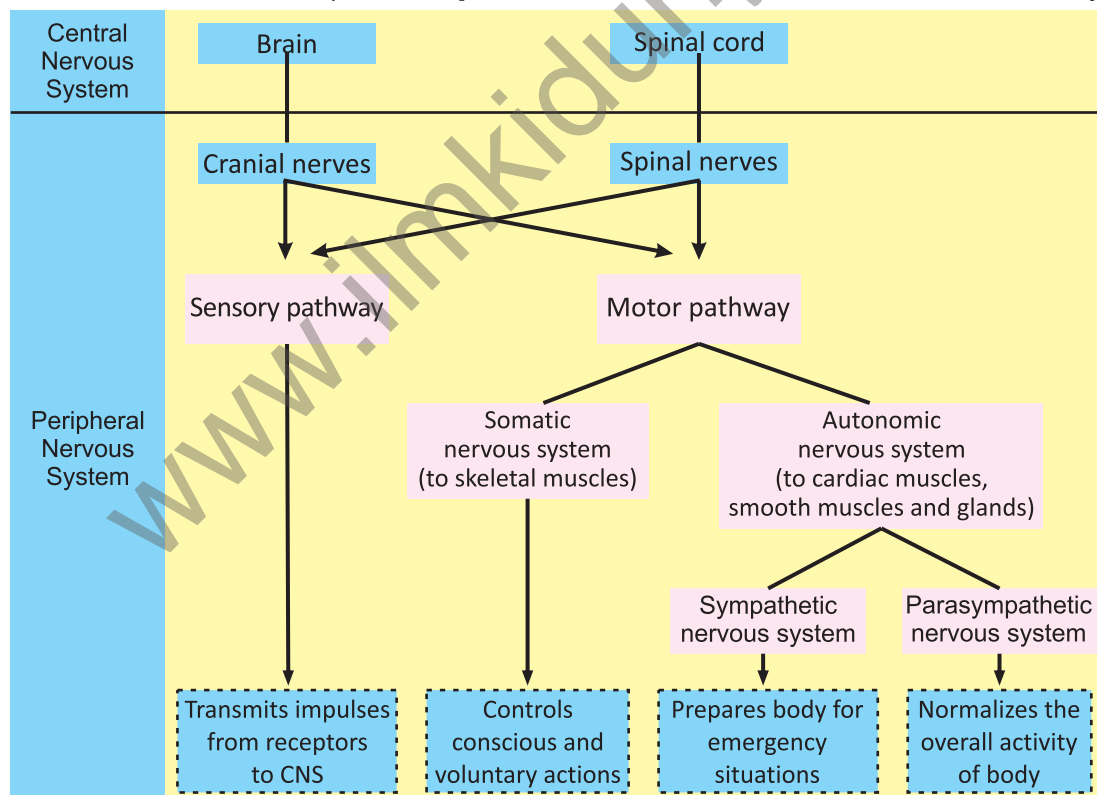 Central
Nervous
System
Brain
Spinal cord
Cranial nerves
Spinal nerves
Sensory pathway
Motor pathway
Peripheral
Nervous
System
Somatic
nervous system
(to skeletal muscles)
Autonomic
nervous system
(to cardiac muscles,
smooth muscles and glands)
Sympathetic
nervous system
Parasympathetic
nervous system
Transmits impulses
from receptors
to CNS
Controls
conscious and
voluntary actions
Prepares body for
emergency
situations
Normalizes the
overall activity
of body